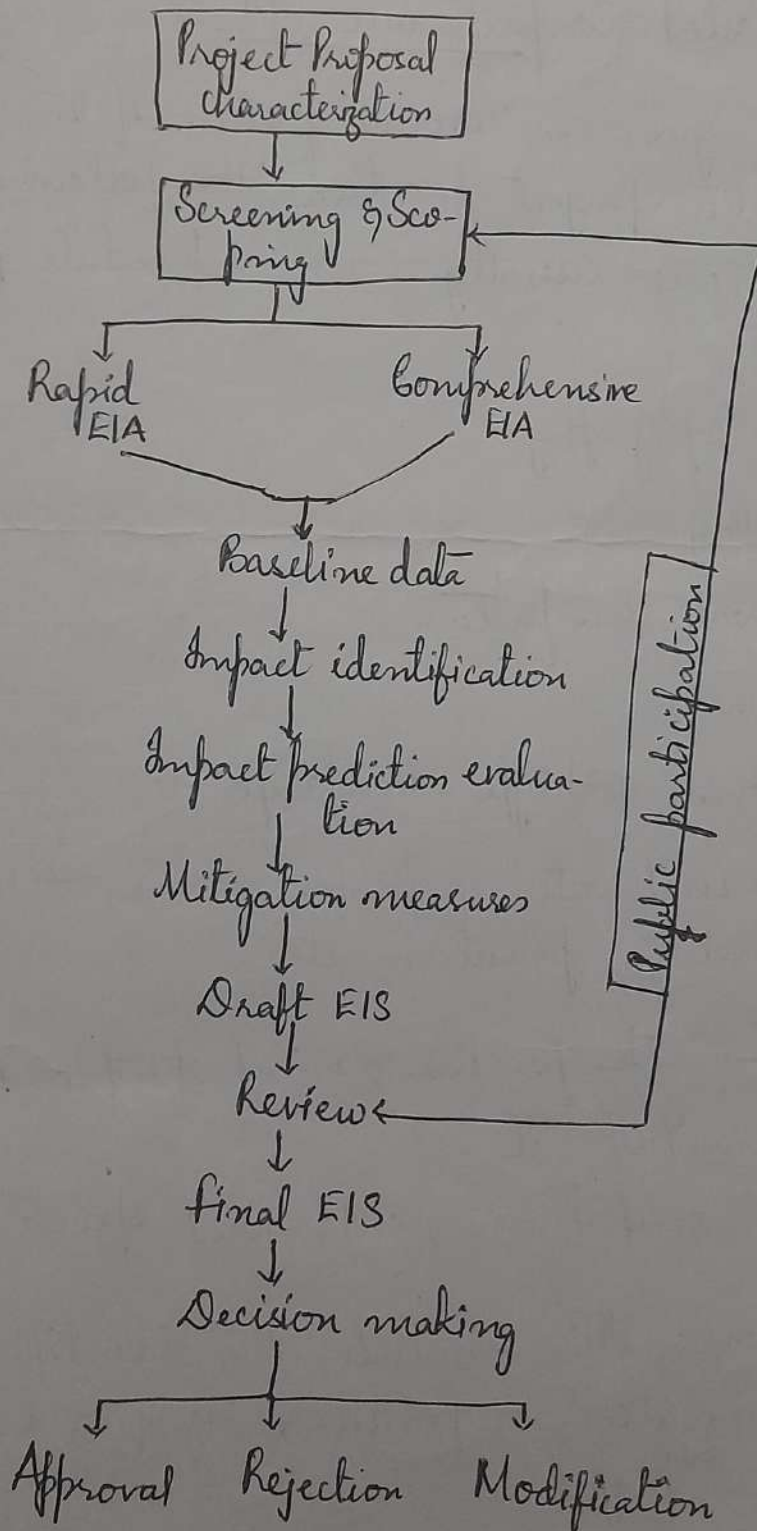 Project Proposal
characterization
Screening & Sco-
ping
Rapid
EIA
Comprehensive
EIA
Baseline data
Impact identification
Impact prediction evalua-
tion
Mitigation measures
Draft EIS
Review
final EIS
Decision making
Approval Rejection Modification
Public participation